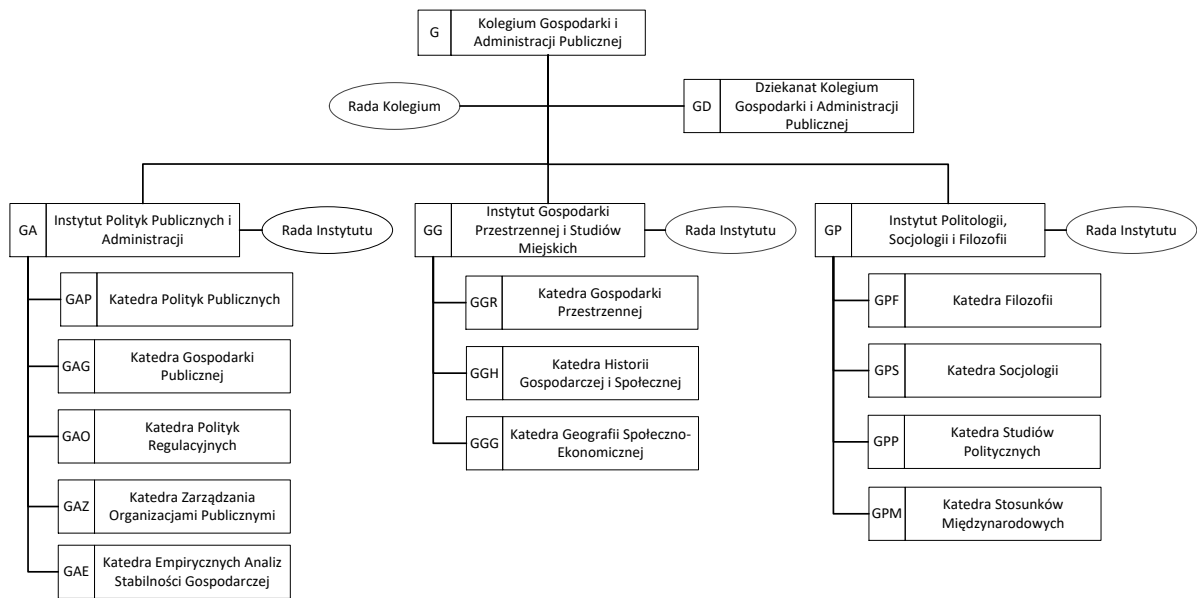 G
Kolegium Gospodarki i
Administracji Publicznej
Rada Kolegium
GD
Dziekanat Kolegium
Gospodarki i Administracji
Publicznej
GA
Instytut Polityk Publicznych i
Administracji
Rada Instytutu
GG
Instytut Gospodarki
Przestrzennej i Studiów
Miejskich
Rada Instytutu
GP
Instytut Politologii,
Socjologii i Filozofii
Rada Instytutu
GAP
Katedra Polityk Publicznych
GAG
Katedra Gospodarki
Publicznej
GAO
Katedra Polityk
Regulacyjnych
GAZ
Katedra Zarządzania
Organizacjami Publicznymi
GAE
Katedra Empirycznych Analiz
Stabilności Gospodarczej
GGR
Katedra Gospodarki
Przestrzennej
GGH
Katedra Historii
Gospodarczej i Społecznej
GGG
Katedra Geografii Społeczno-
Ekonomicznej
GPF
Katedra Filozofii
GPS
Katedra Socjologii
GPP
Katedra Studiów
Politycznych
GPM
Katedra Stosunków
Międzynarodowych